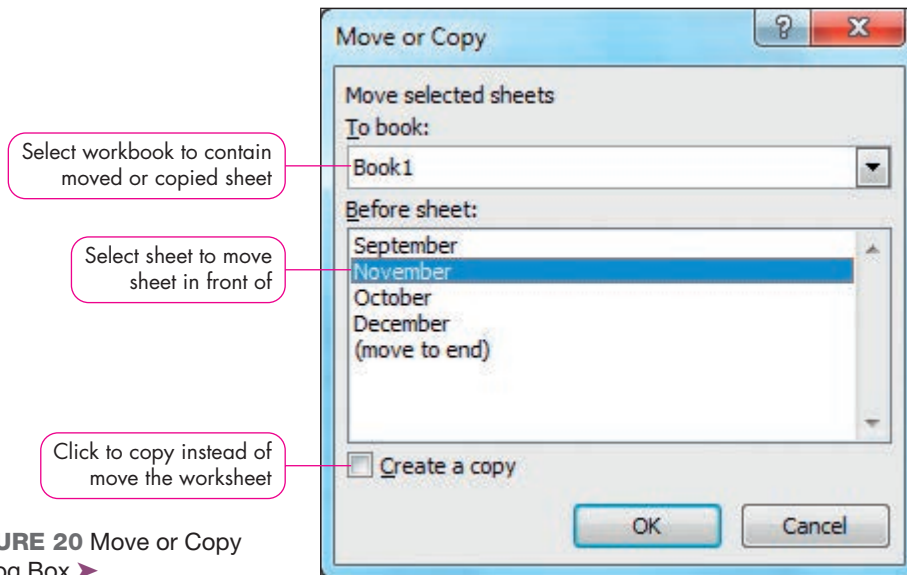 Move or Copy
Move selected sheets
To book:
Select workbook to contain
moved or copied sheet
Book1
Before sheet:
Select sheet to move
sheet in front of
September
November
October
December
(move to end)
Click to copy instead of
move the worksheet
Create a copy
OK
Cancel
URE 20 Move or Copy
Box ➤